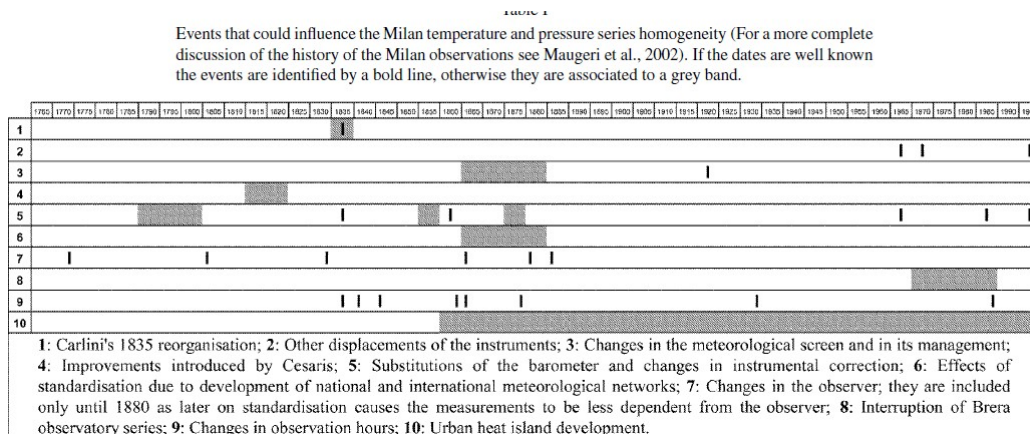 Events that could influence the Milan temperature and pressure series homogeneity (For a more complete
discussion of the history of the Milan observations see Maugeri et al., 2002). If the dates are well known
the events are identified by a bold line, otherwise they are associated to a grey band.
1765 1770 1775 1780 1785 1790 1795 1800 1805 1810 1815 1820 1825 1830 1835 1840 1845 1850 1855 1860 1865 1870 1875 1880 1885 1890 1895 1900 1905 1910 1915 1920 1925 1930 1935 1940 1945 1950 1955 1960 1965 1970 1975 1980 1985 1990
1
2
3
4
5
6
7
8
9
10
1: Carlini's 1835 reorganisation; 2: Other displacements of the instruments; 3: Changes in the meteorological screen and in its management;
4: Improvements introduced by Cesaris; 5: Substitutions of the barometer and changes in instrumental correction; 6: Effects of
standardisation due to development of national and international meteorological networks; 7: Changes in the observer; they are included
only until 1880 as later on standardisation causes the measurements to be less dependent from the observer; 8: Interruption of Brera
observatory series; 9: Changes in observation hours; 10: Urban heat island development.